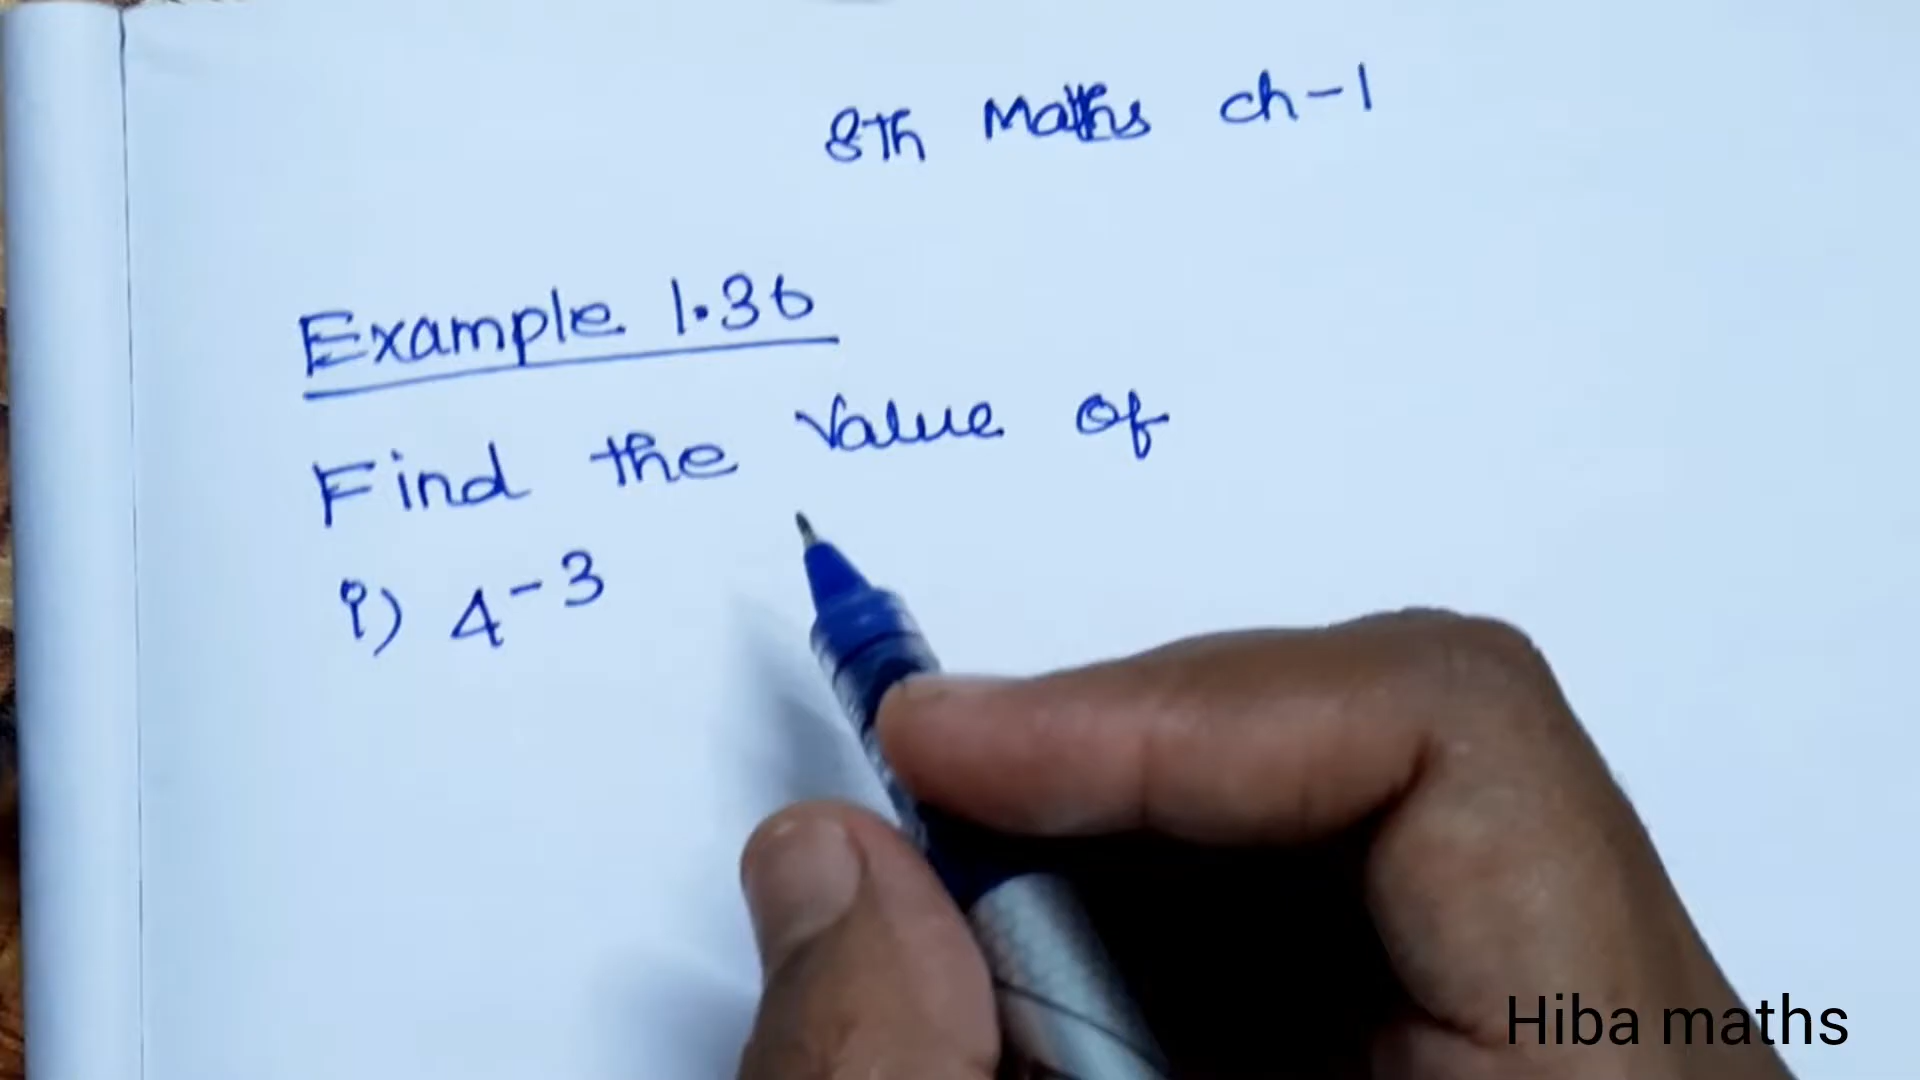 8Th Maths ch-1
Example 1.36
Find the Value of
i) 4⁻³
Hiba maths